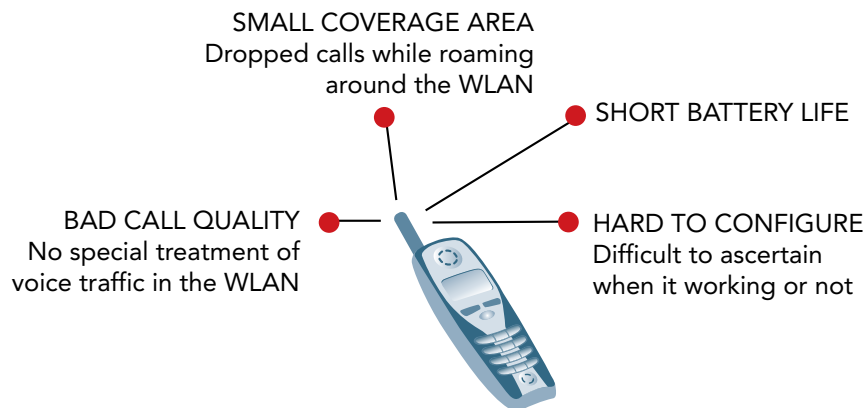 SMALL COVERAGE AREA
Dropped calls while roaming
around the WLAN
SHORT BATTERY LIFE
BAD CALL QUALITY
No special treatment of
voice traffic in the WLAN
HARD TO CONFIGURE
Difficult to ascertain
when it working or not